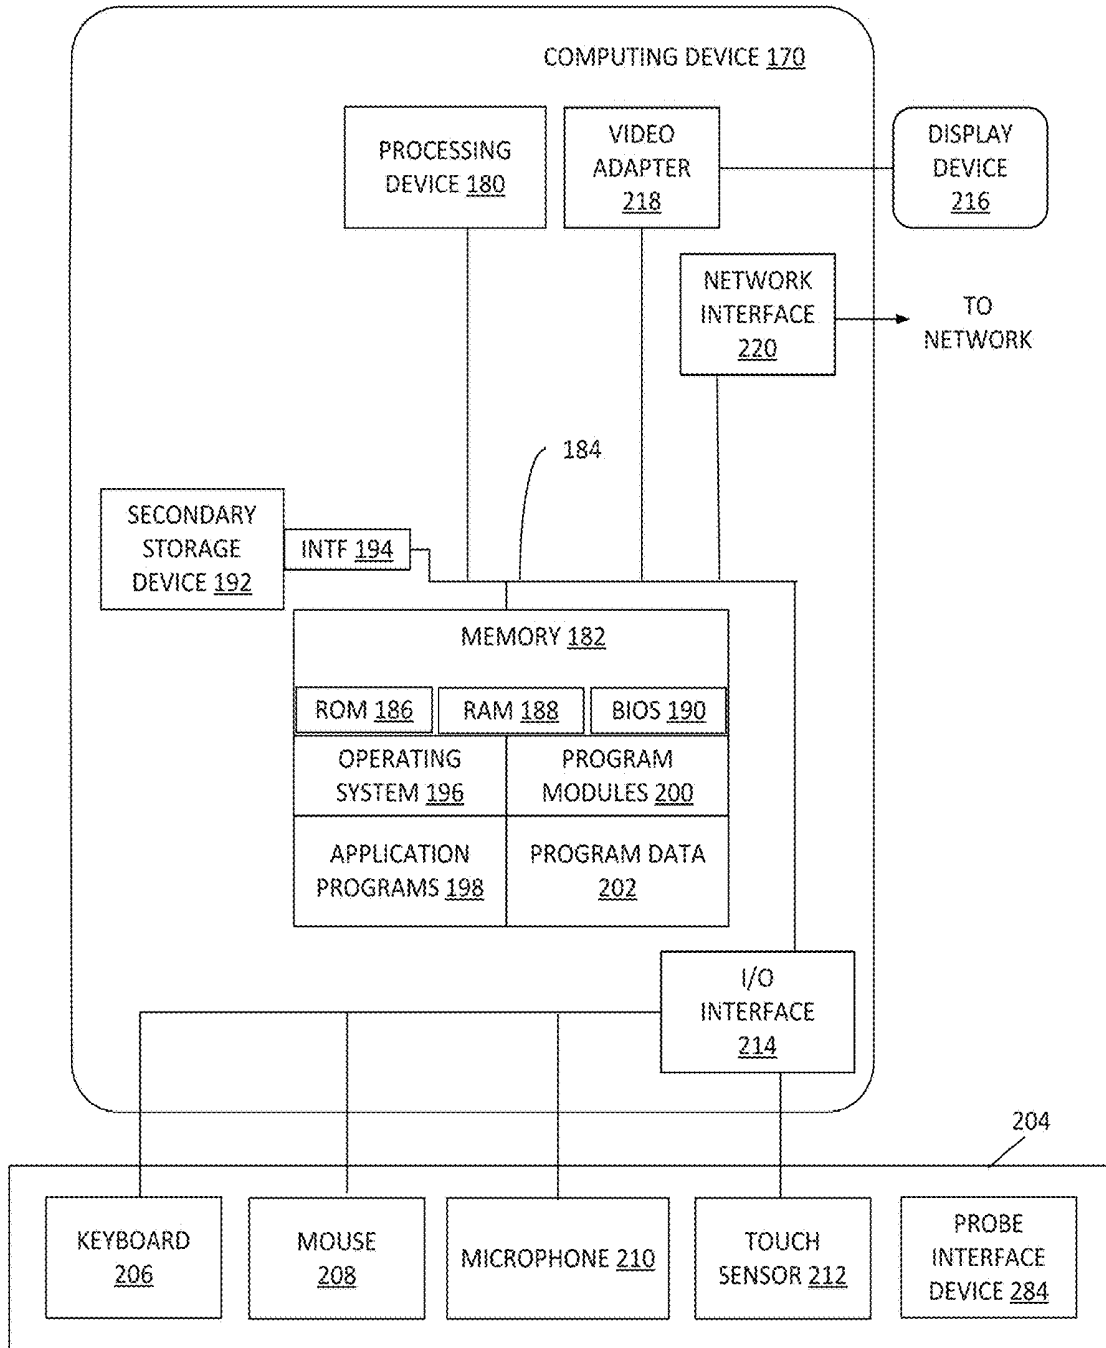 COMPUTING DEVICE 170
PROCESSING
DEVICE 180
VIDEO
ADAPTER
218
DISPLAY
DEVICE
216
NETWORK
INTERFACE
220
TO
NETWORK
184
SECONDARY
STORAGE
DEVICE 192
INTF 194
MEMORY 182
ROM 186
RAM 188
BIOS 190
OPERATING
SYSTEM 196
PROGRAM
MODULES 200
APPLICATION
PROGRAMS 198
PROGRAM DATA
202
I/O
INTERFACE
214
204
KEYBOARD
206
MOUSE
208
MICROPHONE 210
TOUCH
SENSOR 212
PROBE
INTERFACE
DEVICE 284